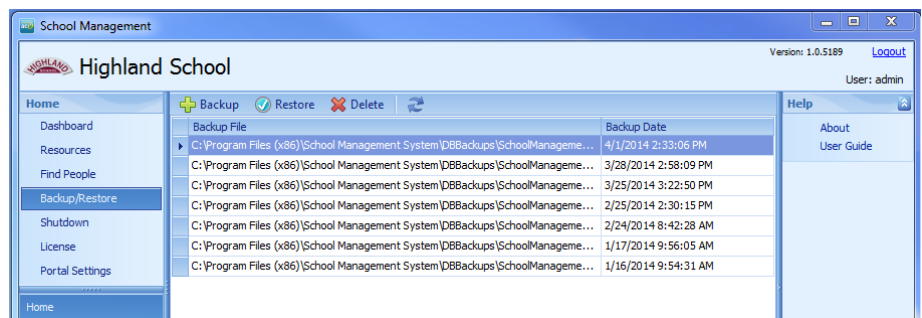 School Management
HIGHLAND
Highland School
Version: 1.0.5189 Logout
User: admin
Home
Dashboard
Resources
Find People
Backup/Restore
Shutdown
License
Portal Settings
Home
Backup Restore Delete
Backup File Backup Date
C:\Program Files (x86)\School Management System\DBBackups\SchoolManageme... 4/1/2014 2:33:06 PM
C:\Program Files (x86)\School Management System\DBBackups\SchoolManageme... 3/28/2014 2:58:09 PM
C:\Program Files (x86)\School Management System\DBBackups\SchoolManageme... 3/25/2014 3:22:50 PM
C:\Program Files (x86)\School Management System\DBBackups\SchoolManageme... 2/25/2014 2:30:15 PM
C:\Program Files (x86)\School Management System\DBBackups\SchoolManageme... 2/24/2014 8:42:28 AM
C:\Program Files (x86)\School Management System\DBBackups\SchoolManageme... 1/17/2014 9:56:05 AM
C:\Program Files (x86)\School Management System\DBBackups\SchoolManageme... 1/16/2014 9:54:31 AM
Help
About
User Guide